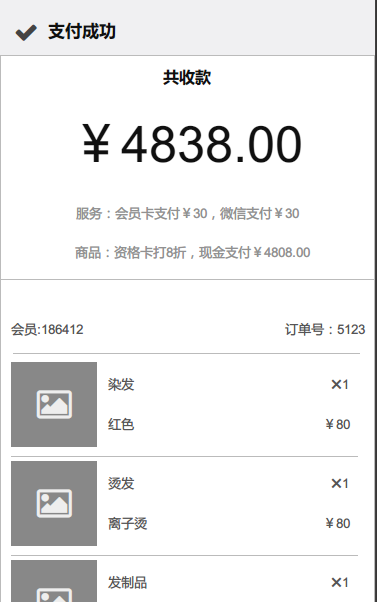 支付成功
共收款
¥4838.00
服务：会员卡支付¥30，微信支付¥30
商品：资格卡打8折，现金支付¥4808.00
会员:186412 订单号：5123
染发 ×1
红色 ¥80
烫发 ×1
离子烫 ¥80
发制品 ×1